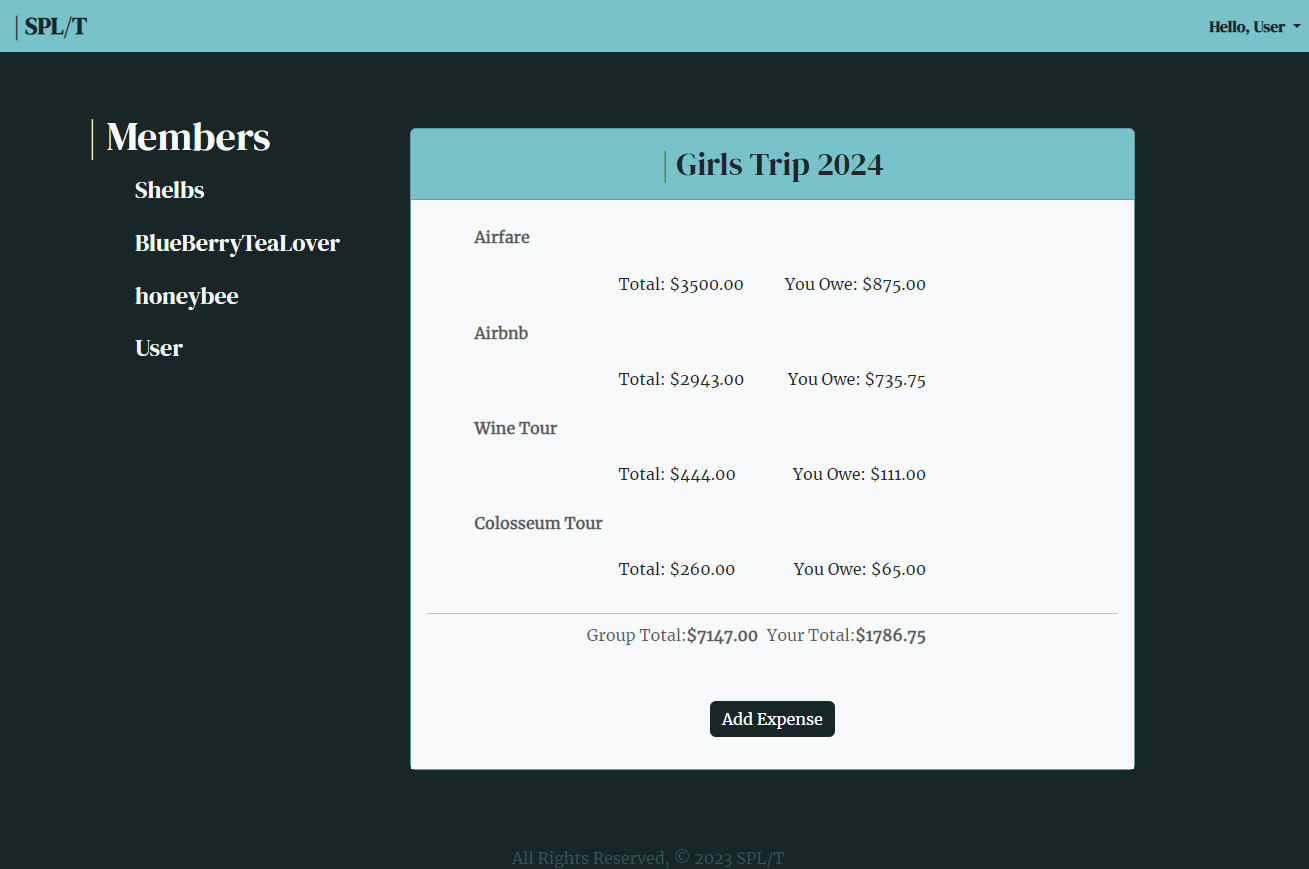 | SPL/T
Hello, User
| Members
Shelbs
BlueBerryTeaLover
honeybee
User
| Girls Trip 2024
Airfare
Total: $3500.00 You Owe: $875.00
Airbnb
Total: $2943.00 You Owe: $735.75
Wine Tour
Total: $444.00 You Owe: $111.00
Colosseum Tour
Total: $260.00 You Owe: $65.00
Group Total:$7147.00 Your Total:$1786.75
Add Expense
All Rights Reserved, © 2023 SPL/T